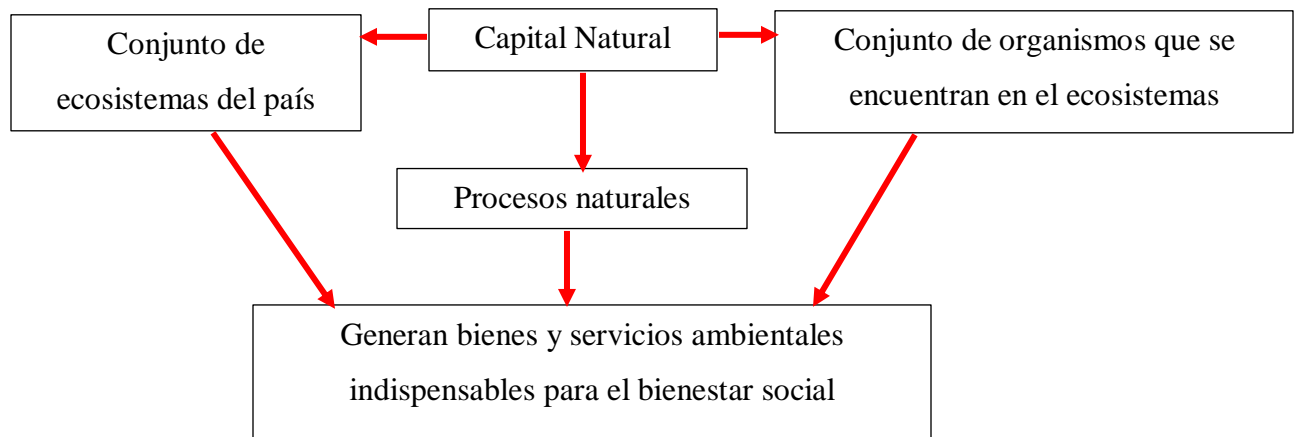 Conjunto de
ecosistemas del país
Capital Natural
Conjunto de organismos que se
encuentran en el ecosistemas
Procesos naturales
Generan bienes y servicios ambientales
indispensables para el bienestar social